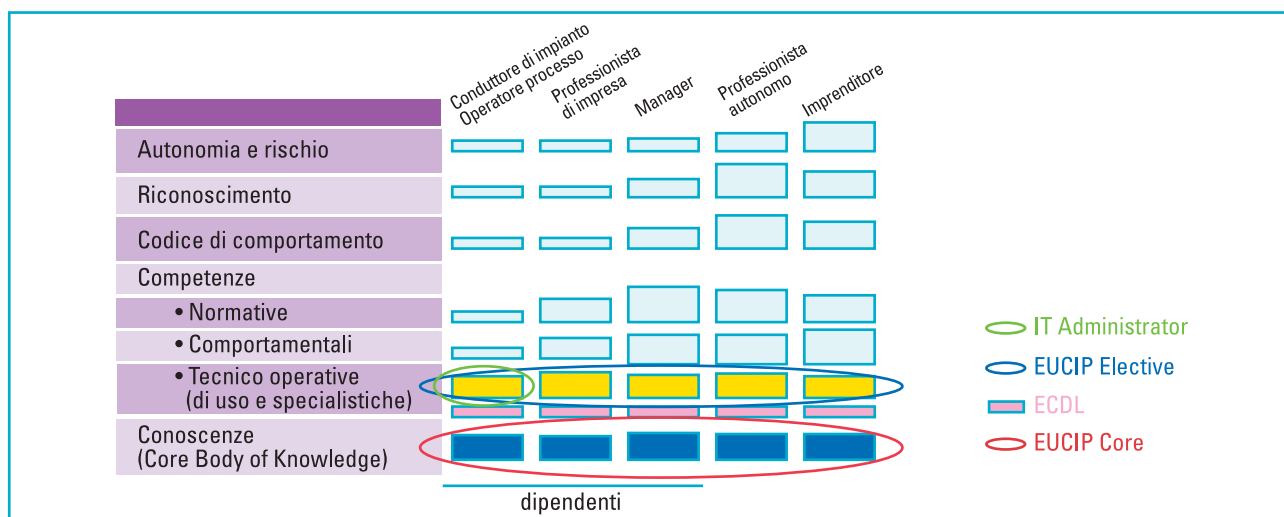 Conduttore di impianto
Operatore processo
Professionista
di impresa
Manager
Professionista
autonomo
Imprenditore
Autonomia e rischio
Riconoscimento
Codice di comportamento
Competenze
• Normative
• Comportamentali
• Tecnico operative
(di uso e specialistiche)
Conoscenze
(Core Body of Knowledge)
IT Administrator
EUCIP Elective
ECDL
EUCIP Core
dipendenti